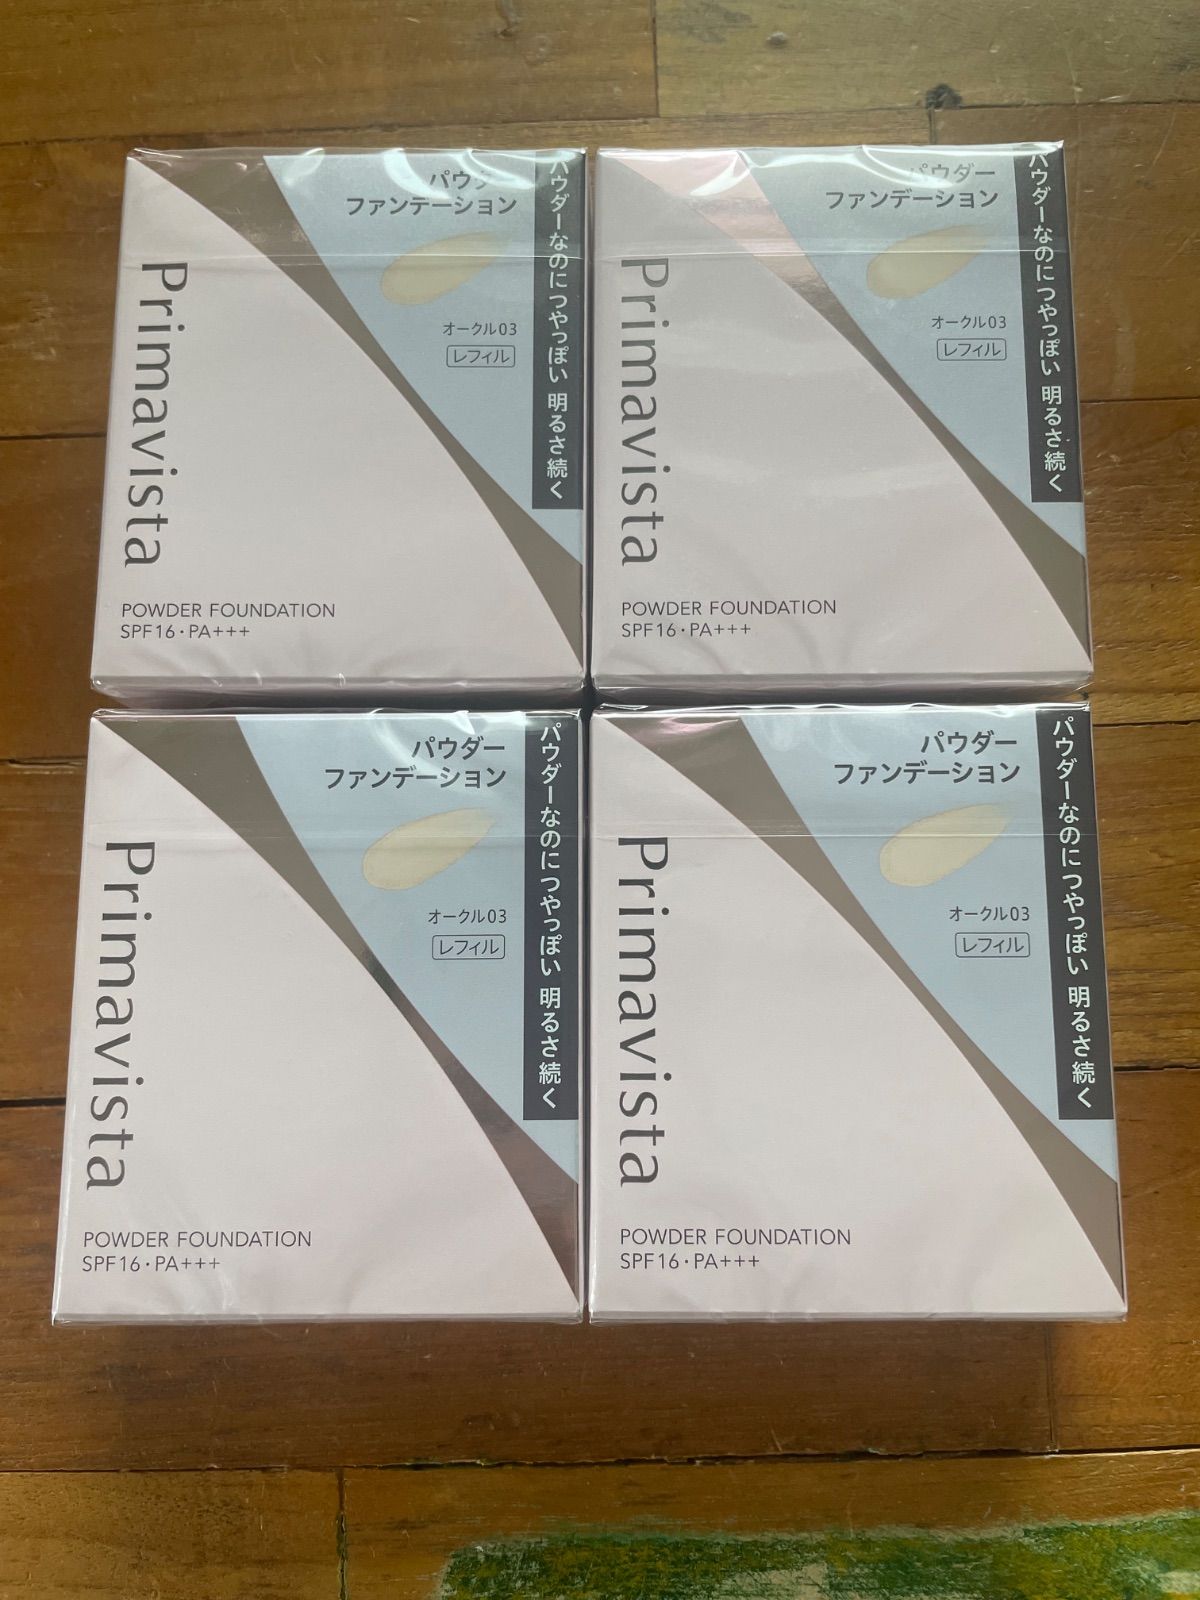 パウダー
ファンデーション
オークル03
レフィル
パウダーなのにつやっぽい 明るさ続く
Primavista
POWDER FOUNDATION
SPF16・PA+++
パウダー
ファンデーション
オークル03
レフィル
パウダーなのにつやっぽい 明るさ続く
Primavista
POWDER FOUNDATION
SPF16・PA+++
パウダー
ファンデーション
オークル03
レフィル
パウダーなのにつやっぽい 明るさ続く
Primavista
POWDER FOUNDATION
SPF16・PA+++
パウダー
ファンデーション
オークル03
レフィル
パウダーなのにつやっぽい 明るさ続く
Primavista
POWDER FOUNDATION
SPF16・PA+++